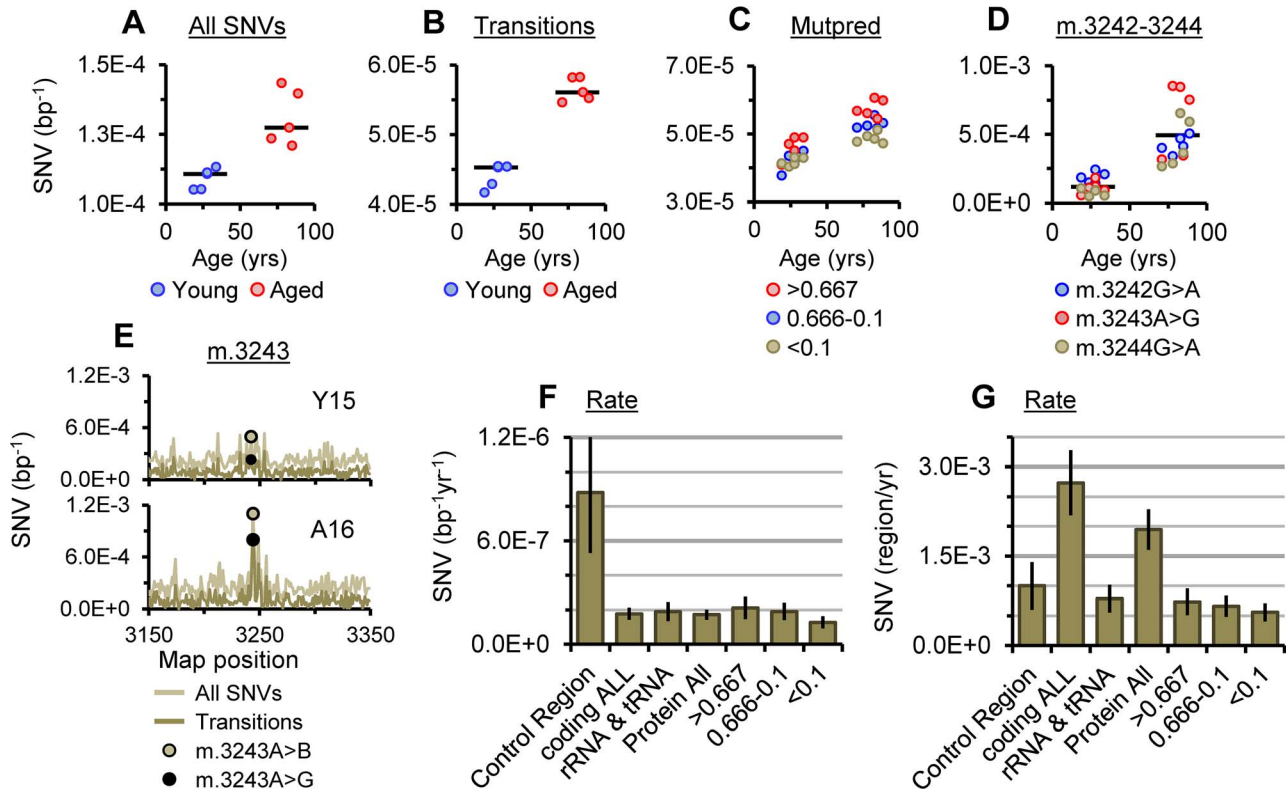 A All SNVs
SNV (bp-1)
1.5E-4
1.3E-4
1.0E-4
0 50 100
Age (yrs)
Young Aged
B Transitions
6.0E-5
5.0E-5
4.0E-5
0 50 100
Age (yrs)
Young Aged
C Mutpred
7.0E-5
5.0E-5
3.0E-5
0 50 100
Age (yrs)
>0.667
0.666-0.1
<0.1
D m.3242-3244
1.0E-3
5.0E-4
0.0E+0
0 50 100
Age (yrs)
m.3242G>A
m.3243A>G
m.3244G>A
E m.3243
SNV (bp-1)
1.2E-3
Y15
6.0E-4
0.0E+0
1.2E-3
A16
6.0E-4
0.0E+0
3150 3250 3350
Map position
All SNVs
Transitions
m.3243A>B
m.3243A>G
F Rate
SNV (bp-1yr-1)
1.2E-6
6.0E-7
0.0E+0
Control Region
coding ALL
rRNA & tRNA
Protein All
>0.667
0.666-0.1
<0.1
G Rate
SNV (region/yr)
3.0E-3
1.5E-3
0.0E+0
Control Region
coding ALL
rRNA & tRNA
Protein All
>0.667
0.666-0.1
<0.1